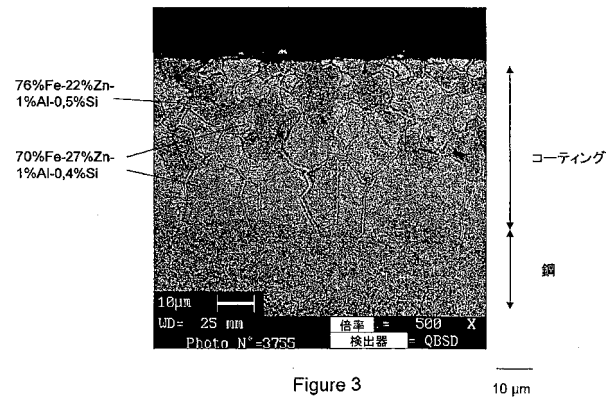 76%Fe-22%Zn-
1%Al-0,5%Si
70%Fe-27%Zn-
1%Al-0,4%Si
コーティング
鋼
10µm
WD= 25 mm 倍率 .= 500 X
Photo N°=3755 検出器 = QBSD
Figure 3
10 µm